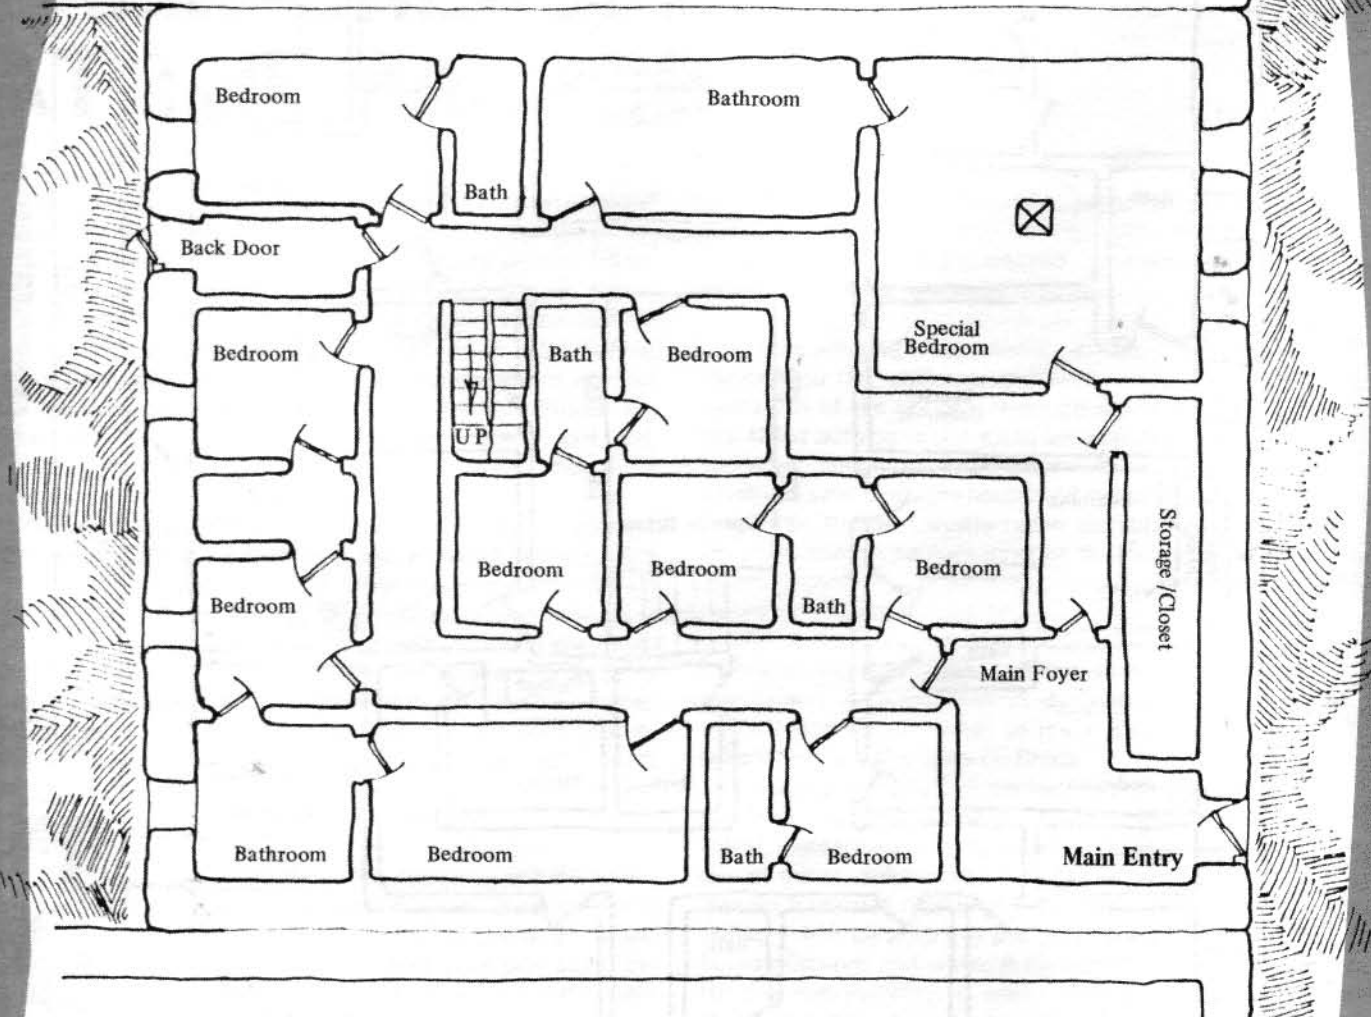 Bedroom
Bathroom
Bath
Back Door
Special
Bedroom
Bedroom
Bath
Bedroom
UP
Storage/Closet
Bedroom
Bedroom
Bedroom
Bedroom
Bath
Main Foyer
Bathroom
Bedroom
Bath
Bedroom
Main Entry